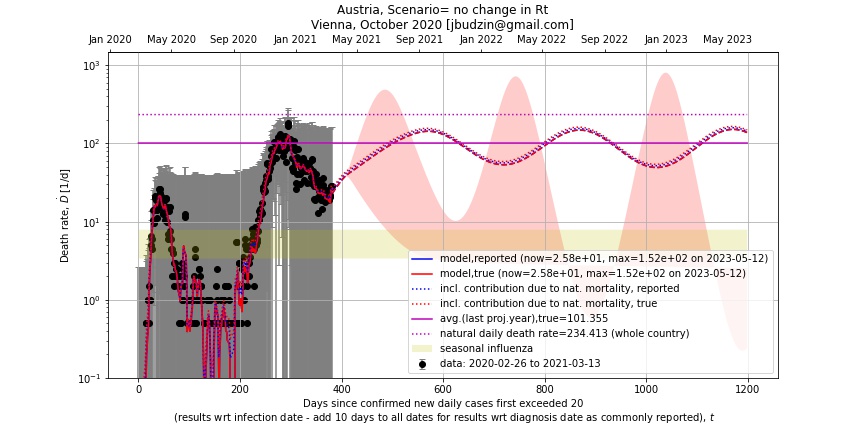 Austria, Scenario= no change in Rt
Vienna, October 2020 [jbudzin@gmail.com]
Jan 2020 May 2020 Sep 2020 Jan 2021 May 2021 Sep 2021 Jan 2022 May 2022 Sep 2022 Jan 2023 May 2023
Death rate, D [1/d]
10³
10²
10¹
10⁰
10⁻¹
model,reported (now=2.58e+01, max=1.52e+02 on 2023-05-12)
model,true (now=2.58e+01, max=1.52e+02 on 2023-05-12)
incl. contribution due to nat. mortality, reported
incl. contribution due to nat. mortality, true
avg.(last proj.year),true=101.355
natural daily death rate=234.413 (whole country)
seasonal influenza
data: 2020-02-26 to 2021-03-13
0 200 400 600 800 1000 1200
Days since confirmed new daily cases first exceeded 20
(results wrt infection date - add 10 days to all dates for results wrt diagnosis date as commonly reported), t